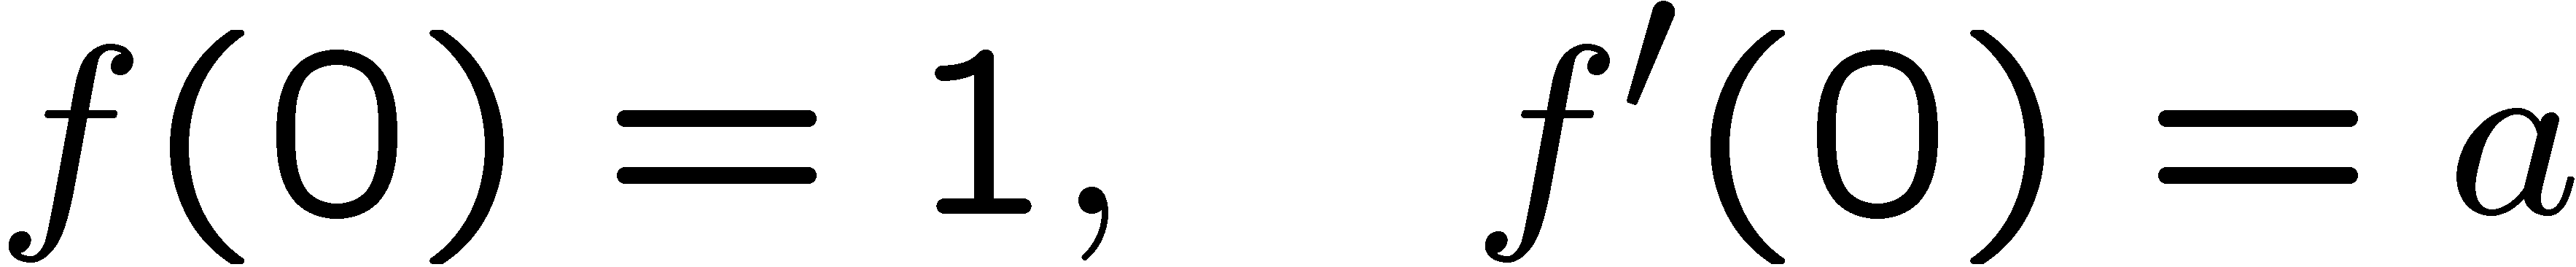 f(0) = 1, f′(0) = a